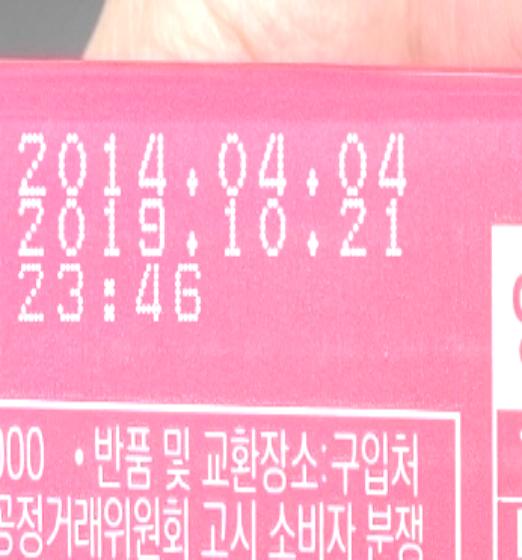 2014.04.04
2019.10.21
23:46
000 • 반품 및 교환장소:구입처
공정거래위원회 고시 소비자 분쟁